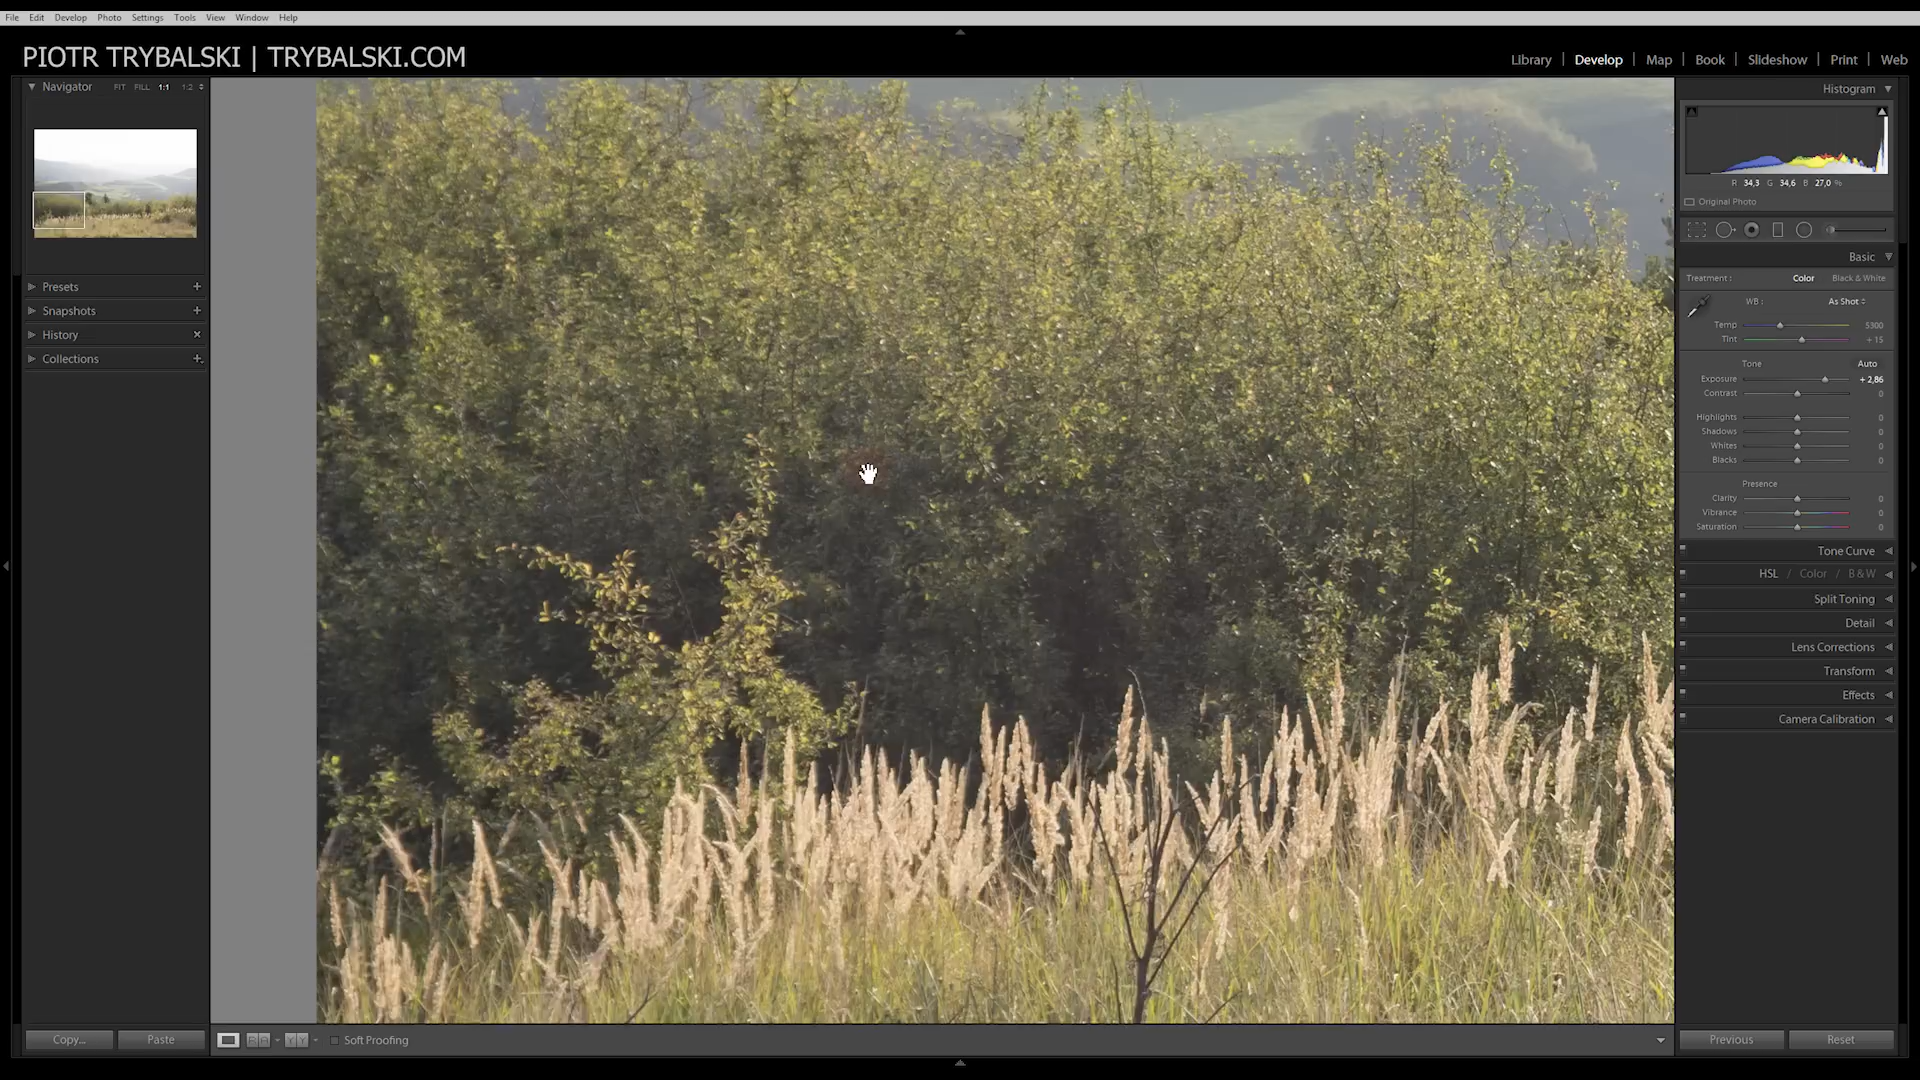 File Edit Develop Photo Settings Tools View Window Help
PIOTR TRYBALSKI | TRYBALSKI.COM
Library | Develop | Map | Book | Slideshow | Print | Web
Navigator FIT FILL 1:1 1:2
Presets
Snapshots
History
Collections
Copy... Paste
Soft Proofing
Histogram
R 34,3 G 34,6 B 27,0 %
Original Photo
Basic
Treatment : Color Black & White
WB : As Shot
Temp 5300
Tint + 15
Tone Auto
Exposure + 2,86
Contrast 0
Highlights 0
Shadows 0
Whites 0
Blacks 0
Presence
Clarity 0
Vibrance 0
Saturation 0
Tone Curve
HSL / Color / B & W
Split Toning
Detail
Lens Corrections
Transform
Effects
Camera Calibration
Previous Reset